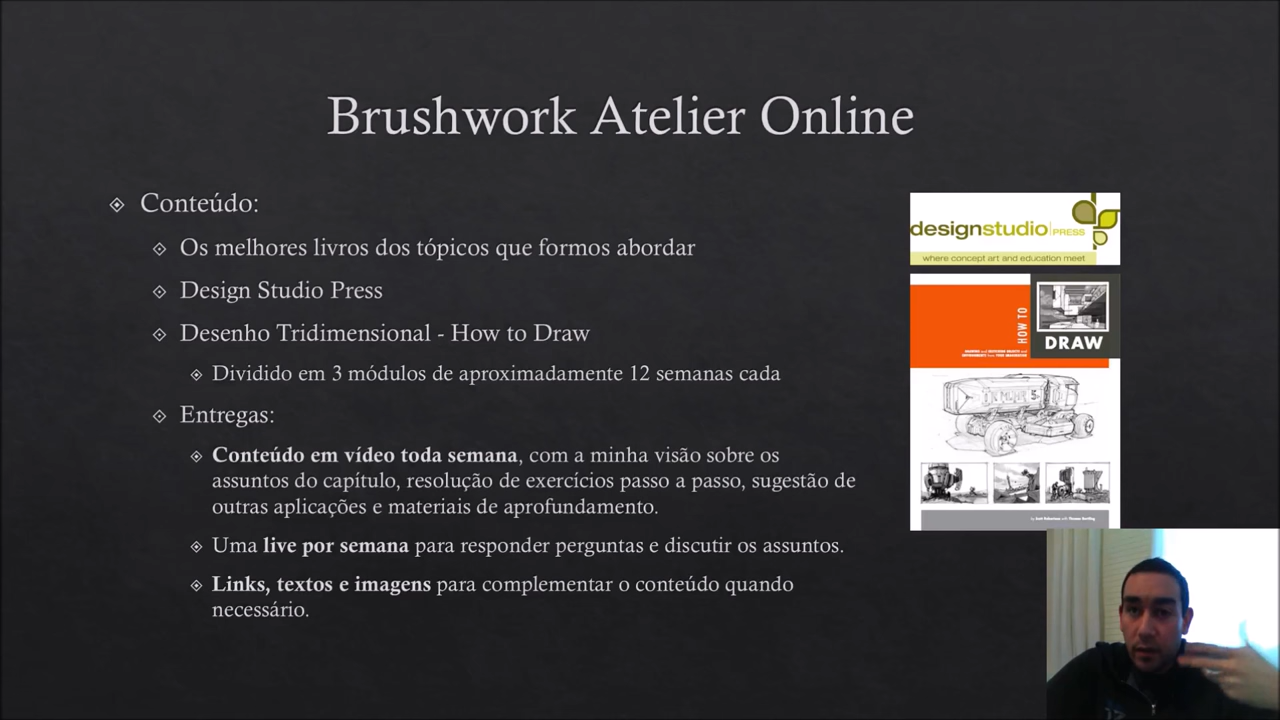 Brushwork Atelier Online
Conteúdo:
Os melhores livros dos tópicos que formos abordar
Design Studio Press
Desenho Tridimensional - How to Draw
Dividido em 3 módulos de aproximadamente 12 semanas cada
Entregas:
Conteúdo em vídeo toda semana, com a minha visão sobre os
assuntos do capítulo, resolução de exercícios passo a passo, sugestão de
outras aplicações e materiais de aprofundamento.
Uma live por semana para responder perguntas e discutir os assuntos.
Links, textos e imagens para complementar o conteúdo quando
necessário.
designstudio PRESS
where concept art and education meet
HOW TO
DRAW